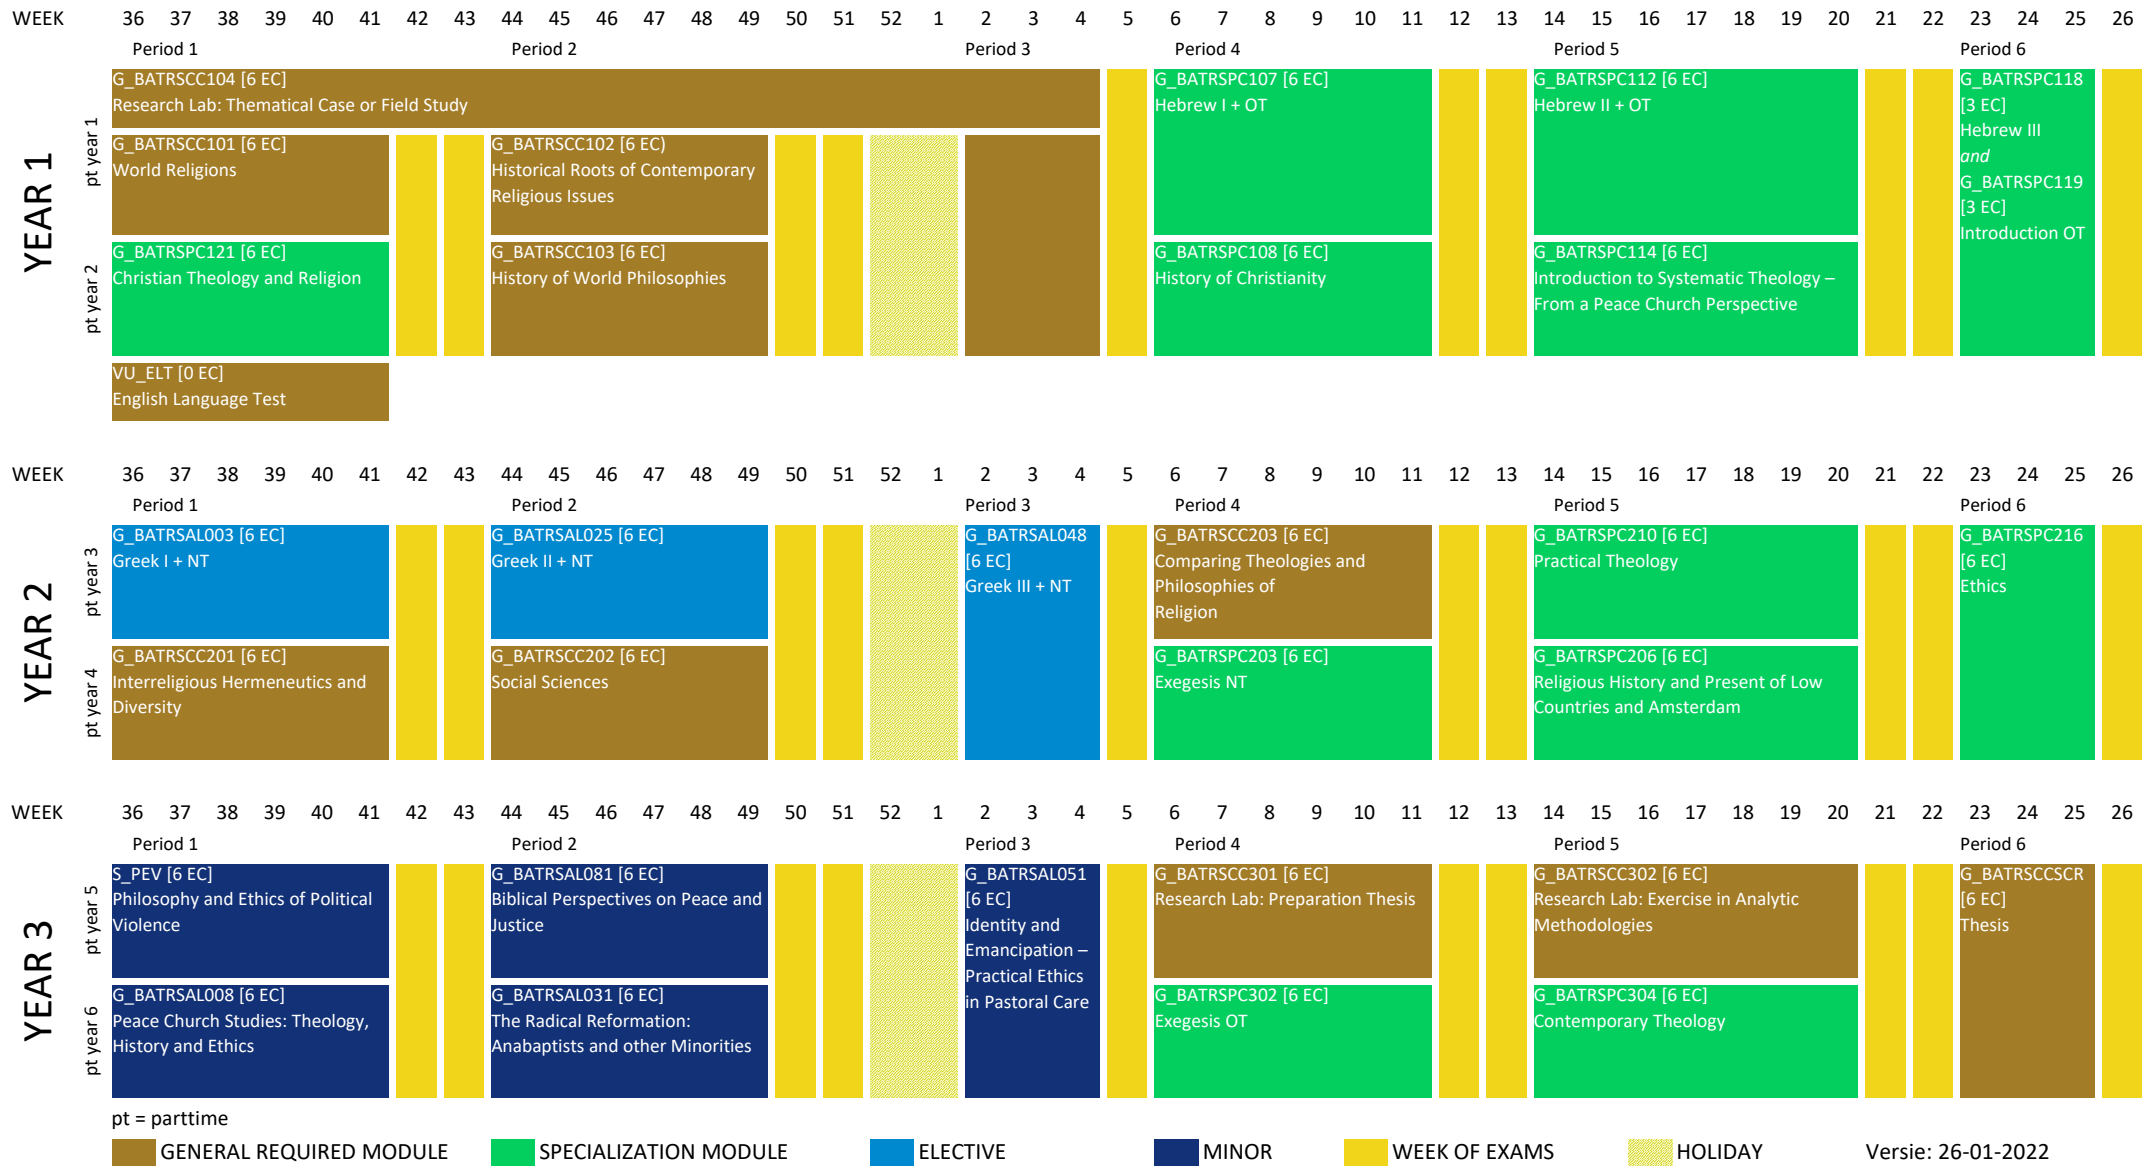 WEEK 36 37 38 39 40 41 42 43 44 45 46 47 48 49 50 51 52 1 2 3 4 5 6 7 8 9 10 11 12 13 14 15 16 17 18 19 20 21 22 23 24 25 26
Period 1 Period 2 Period 3 Period 4 Period 5 Period 6
YEAR 1
pt year 1
pt year 2
G_BATRSCC104 [6 EC]
Research Lab: Thematical Case or Field Study
G_BATRSCC101 [6 EC]
World Religions
G_BATRSCC102 [6 EC)
Historical Roots of Contemporary
Religious Issues
G_BATRSPC107 [6 EC]
Hebrew I + OT
G_BATRSPC112 [6 EC]
Hebrew II + OT
G_BATRSPC118
[3 EC]
Hebrew III
and
G_BATRSPC119
[3 EC]
Introduction OT
G_BATRSPC121 [6 EC]
Christian Theology and Religion
G_BATRSCC103 [6 EC]
History of World Philosophies
G_BATRSPC108 [6 EC]
History of Christianity
G_BATRSPC114 [6 EC]
Introduction to Systematic Theology –
From a Peace Church Perspective
VU_ELT [0 EC]
English Language Test
WEEK 36 37 38 39 40 41 42 43 44 45 46 47 48 49 50 51 52 1 2 3 4 5 6 7 8 9 10 11 12 13 14 15 16 17 18 19 20 21 22 23 24 25 26
Period 1 Period 2 Period 3 Period 4 Period 5 Period 6
YEAR 2
pt year 3
pt year 4
G_BATRSAL003 [6 EC]
Greek I + NT
G_BATRSAL025 [6 EC]
Greek II + NT
G_BATRSAL048
[6 EC]
Greek III + NT
G_BATRSCC203 [6 EC]
Comparing Theologies and
Philosophies of
Religion
G_BATRSPC210 [6 EC]
Practical Theology
G_BATRSPC216
[6 EC]
Ethics
G_BATRSCC201 [6 EC]
Interreligious Hermeneutics and
Diversity
G_BATRSCC202 [6 EC]
Social Sciences
G_BATRSPC203 [6 EC]
Exegesis NT
G_BATRSPC206 [6 EC]
Religious History and Present of Low
Countries and Amsterdam
WEEK 36 37 38 39 40 41 42 43 44 45 46 47 48 49 50 51 52 1 2 3 4 5 6 7 8 9 10 11 12 13 14 15 16 17 18 19 20 21 22 23 24 25 26
Period 1 Period 2 Period 3 Period 4 Period 5 Period 6
YEAR 3
pt year 5
pt year 6
S_PEV [6 EC]
Philosophy and Ethics of Political
Violence
G_BATRSAL081 [6 EC]
Biblical Perspectives on Peace and
Justice
G_BATRSAL051
[6 EC]
Identity and
Emancipation –
Practical Ethics
in Pastoral Care
G_BATRSCC301 [6 EC]
Research Lab: Preparation Thesis
G_BATRSCC302 [6 EC]
Research Lab: Exercise in Analytic
Methodologies
G_BATRSCCSCR
[6 EC]
Thesis
G_BATRSAL008 [6 EC]
Peace Church Studies: Theology,
History and Ethics
G_BATRSAL031 [6 EC]
The Radical Reformation:
Anabaptists and other Minorities
G_BATRSPC302 [6 EC]
Exegesis OT
G_BATRSPC304 [6 EC]
Contemporary Theology
pt = parttime
GENERAL REQUIRED MODULE SPECIALIZATION MODULE ELECTIVE MINOR WEEK OF EXAMS HOLIDAY Versie: 26-01-2022